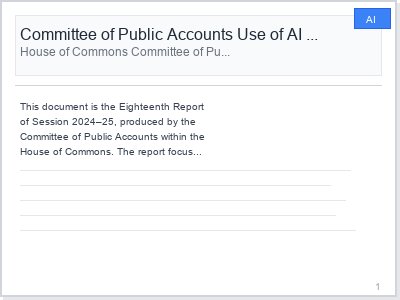 AI
Committee of Public Accounts Use of AI ...
House of Commons Committee of Pu...
This document is the Eighteenth Report
of Session 2024–25, produced by the
Committee of Public Accounts within the
House of Commons. The report focus...
1